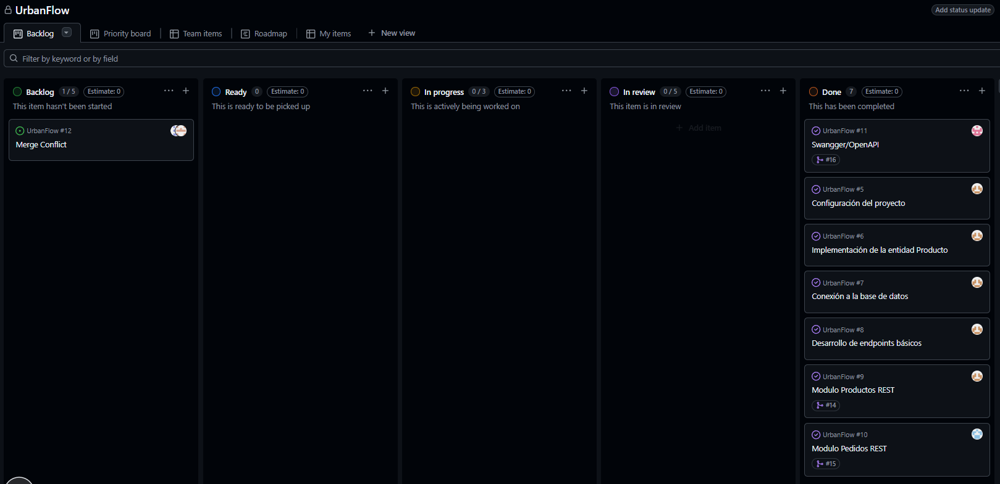 UrbanFlow
Add status update
Backlog
Priority board
Team items
Roadmap
My items
New view
Filter by keyword or by field
Backlog 1 / 5 Estimate: 0
This item hasn't been started
UrbanFlow #12
Merge Conflict
Ready 0 Estimate: 0
This is ready to be picked up
In progress 0 / 3 Estimate: 0
This is actively being worked on
In review 0 / 5 Estimate: 0
This item is in review
Add item
Done 7 Estimate: 0
This has been completed
UrbanFlow #11
Swangger/OpenAPI
#16
UrbanFlow #5
Configuración del proyecto
UrbanFlow #6
Implementación de la entidad Producto
UrbanFlow #7
Conexión a la base de datos
UrbanFlow #8
Desarrollo de endpoints básicos
UrbanFlow #9
Modulo Productos REST
#14
UrbanFlow #10
Modulo Pedidos REST
#15